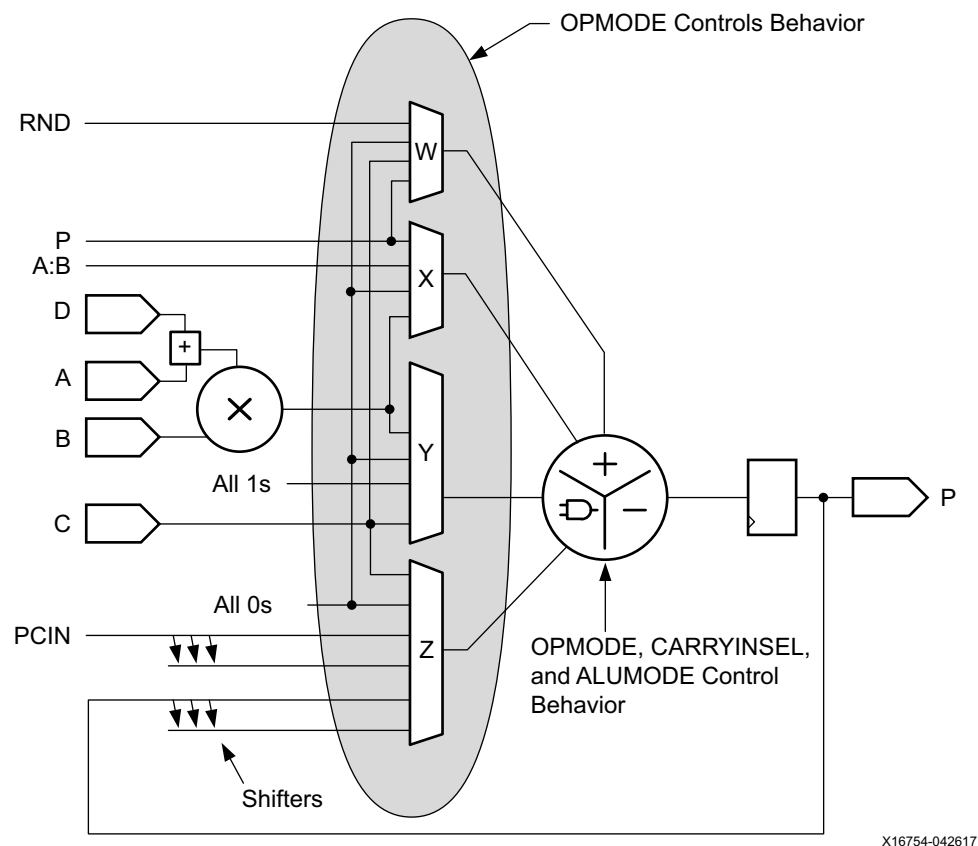 OPMODE Controls Behavior
RND
W
P
A:B
X
D
+
A
×
B
Y
All 1s
C
+
−
P
All 0s
PCIN
Z
OPMODE, CARRYINSEL,
and ALUMODE Control
Behavior
Shifters
X16754-042617